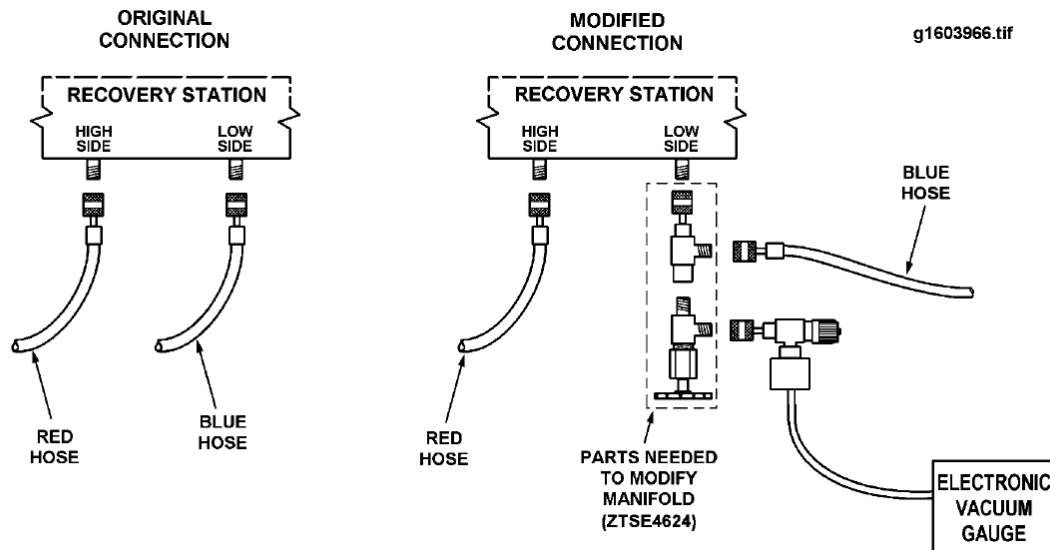 ORIGINAL
CONNECTION
RECOVERY STATION
HIGH
SIDE
LOW
SIDE
RED
HOSE
BLUE
HOSE
MODIFIED
CONNECTION
g1603966.tif
RECOVERY STATION
HIGH
SIDE
LOW
SIDE
BLUE
HOSE
RED
HOSE
PARTS NEEDED
TO MODIFY
MANIFOLD
(ZTSE4624)
ELECTRONIC
VACUUM
GAUGE